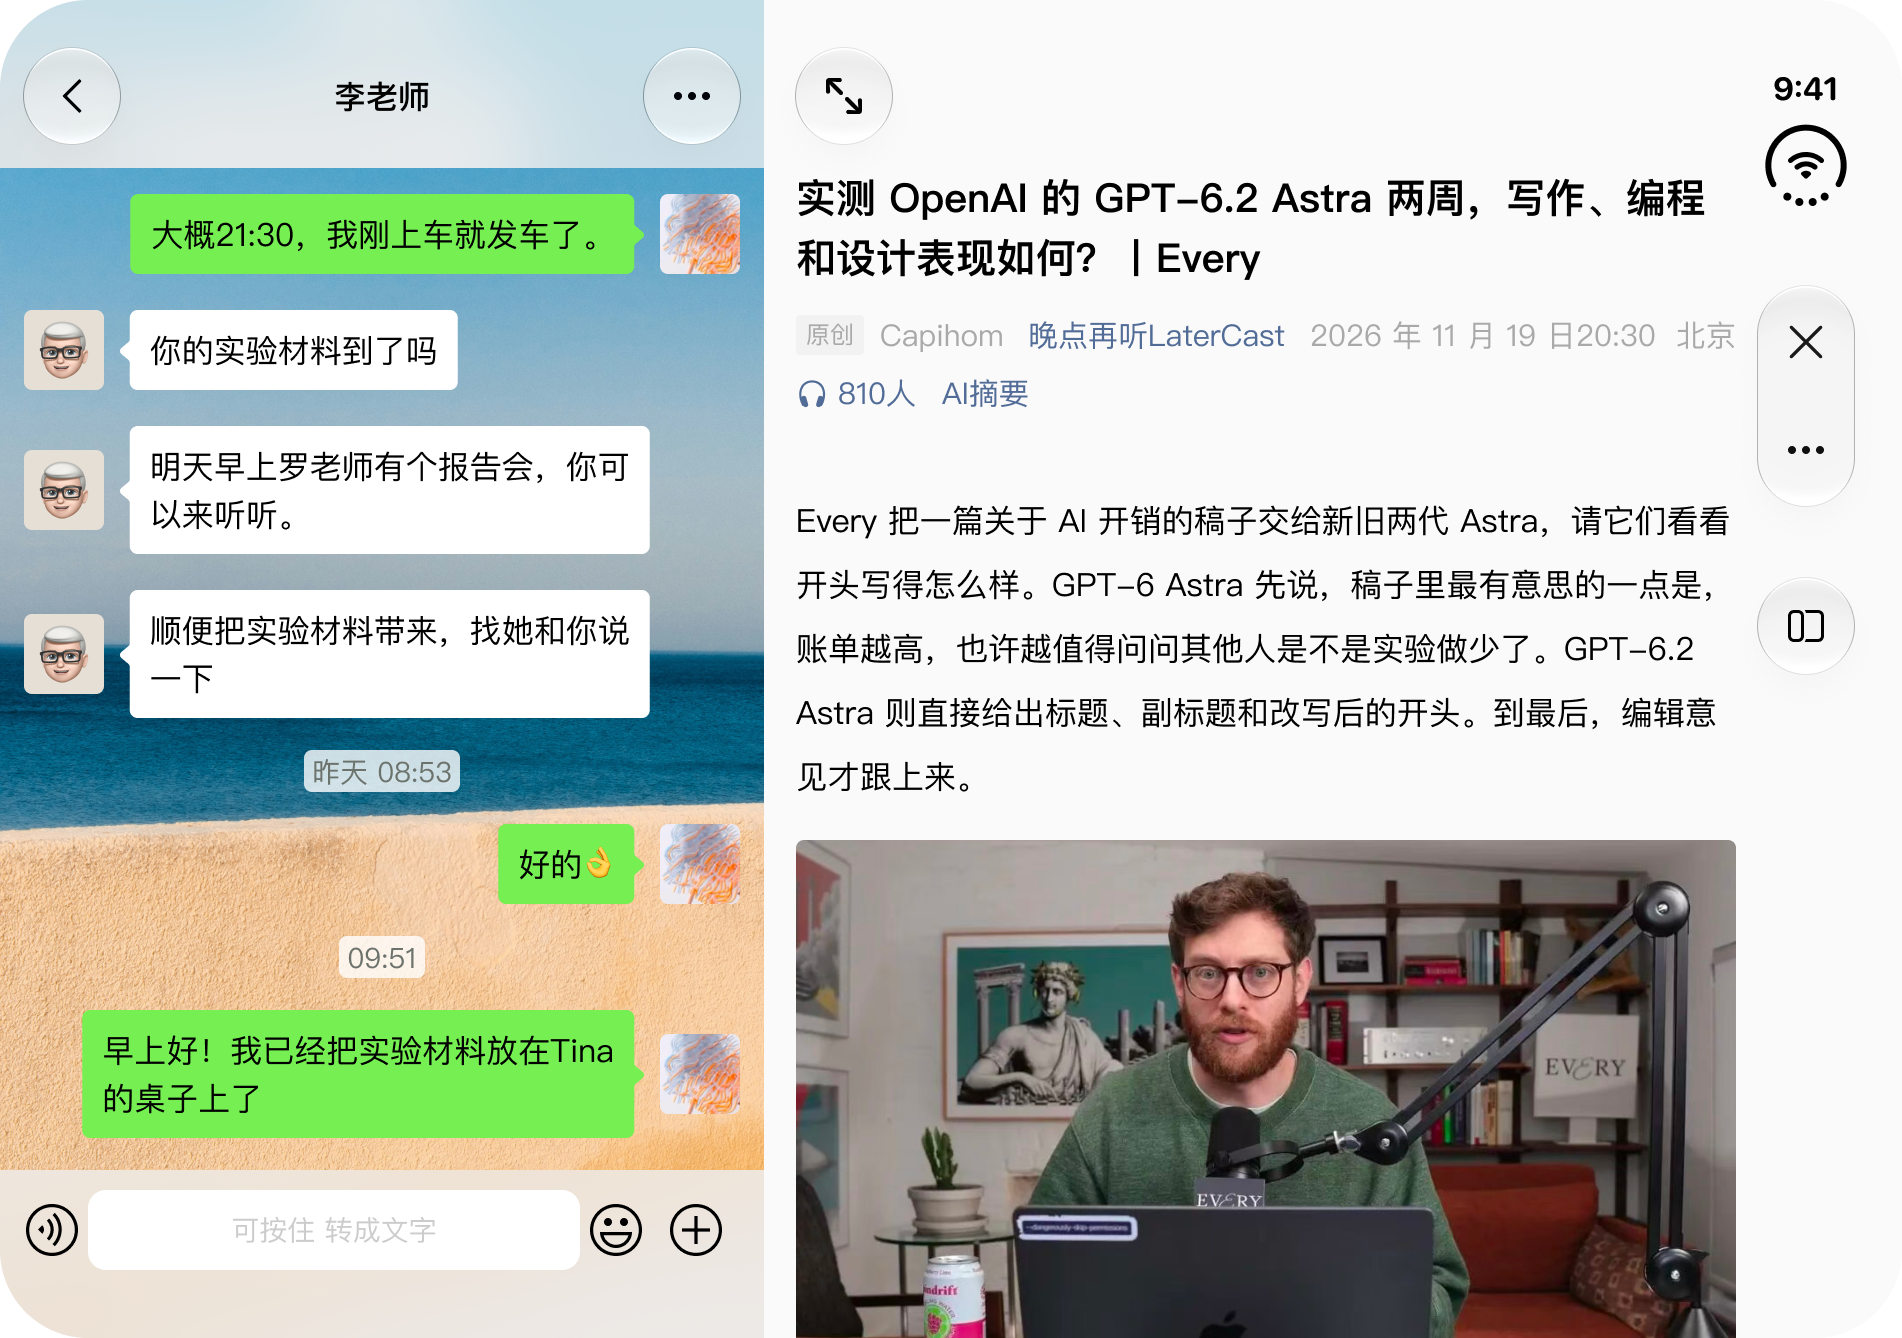 李老师
大概21:30，我刚上车就发车了。
你的实验材料到了吗
明天早上罗老师有个报告会，你可
以来听听。
顺便把实验材料带来，找她和你说
一下
昨天 08:53
好的👌
09:51
早上好！我已经把实验材料放在Tina
的桌子上了
可按住 转成文字
9:41
实测 OpenAI 的 GPT-6.2 Astra 两周，写作、编程
和设计表现如何？｜Every
原创 Capihom 晚点再听LaterCast 2026 年 11 月 19 日20:30 北京
810人 AI摘要
Every 把一篇关于 AI 开销的稿子交给新旧两代 Astra，请它们看看
开头写得怎么样。GPT-6 Astra 先说，稿子里最有意思的一点是，
账单越高，也许越值得问问其他人是不是实验做少了。GPT-6.2
Astra 则直接给出标题、副标题和改写后的开头。到最后，编辑意
见才跟上来。
EVERY
EVERY
--dangerously-skip-permissions